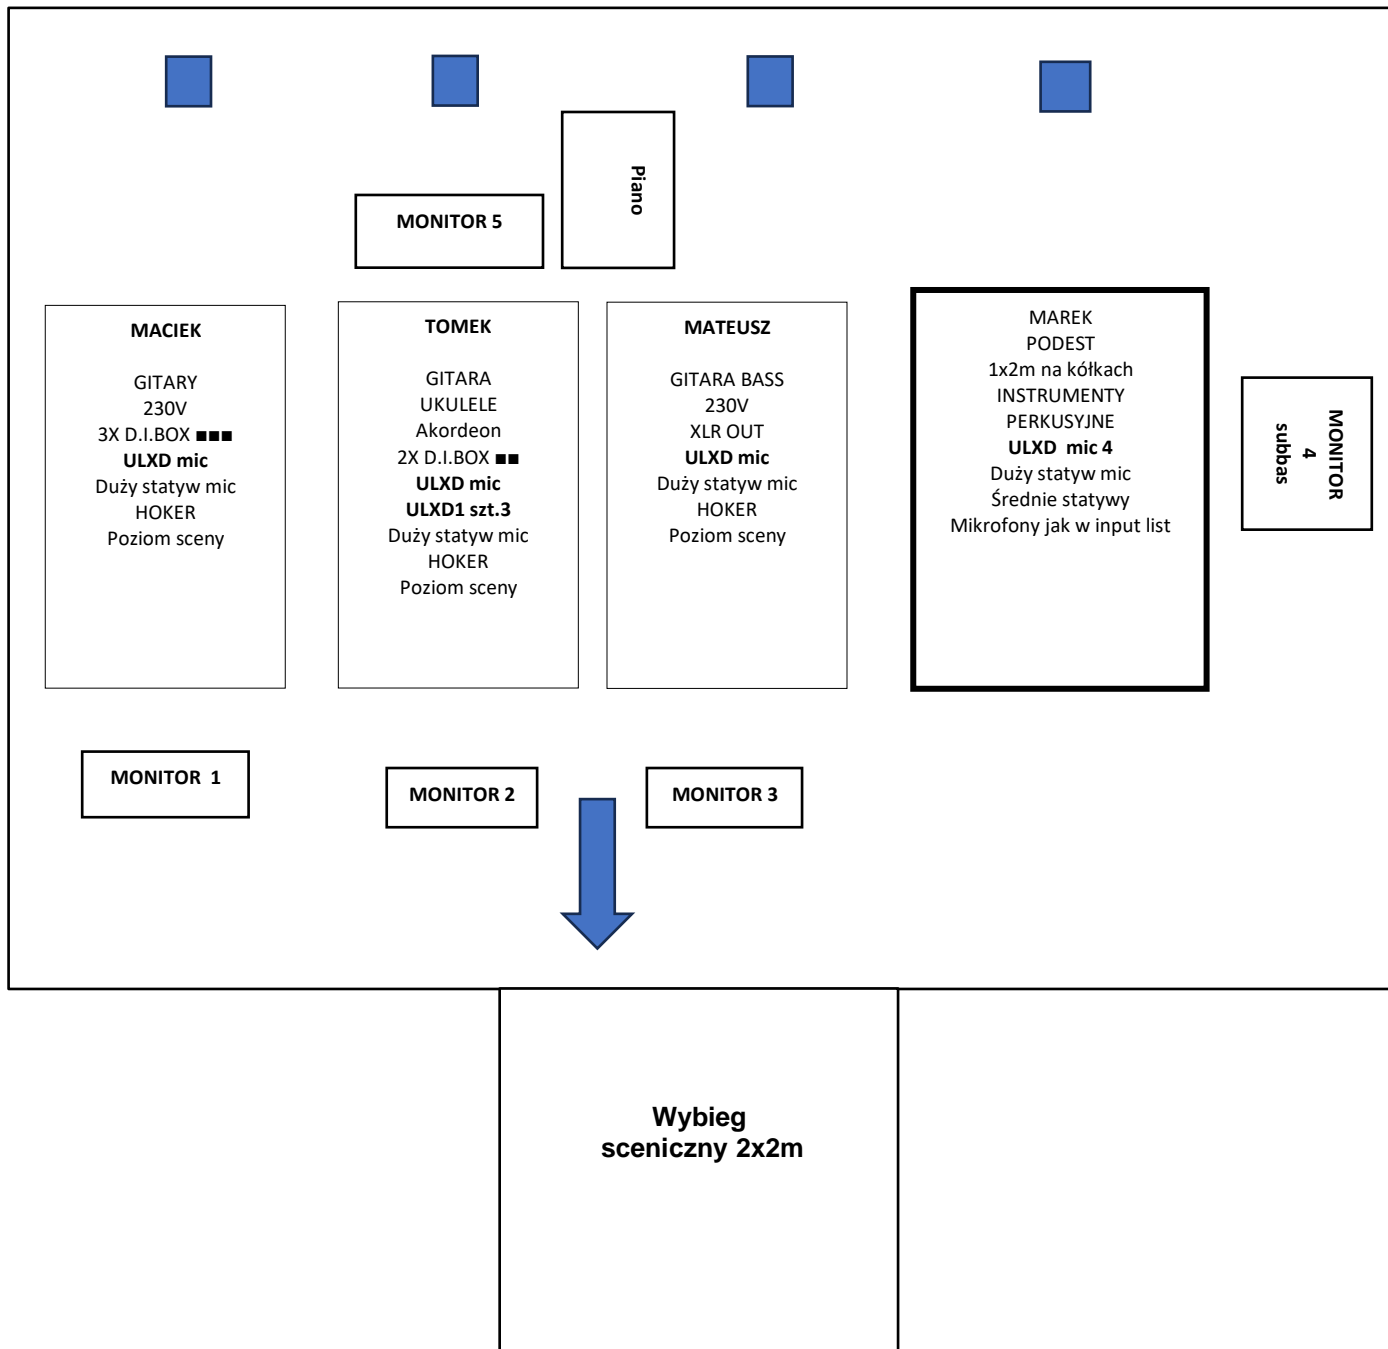 Piano
MONITOR 5
MACIEK
GITARY
230V
3X D.I.BOX ■■■
ULXD mic
Duży statyw mic
HOKER
Poziom sceny
TOMEK
GITARA
UKULELE
Akordeon
2X D.I.BOX ■■
ULXD mic
ULXD1 szt.3
Duży statyw mic
HOKER
Poziom sceny
MATEUSZ
GITARA BASS
230V
XLR OUT
ULXD mic
Duży statyw mic
HOKER
Poziom sceny
MAREK
PODEST
1x2m na kółkach
INSTRUMENTY
PERKUSYJNE
ULXD mic 4
Duży statyw mic
Średnie statywy
Mikrofony jak w input list
MONITOR
4
subbas
MONITOR 1
MONITOR 2
MONITOR 3
Wybieg
sceniczny 2x2m